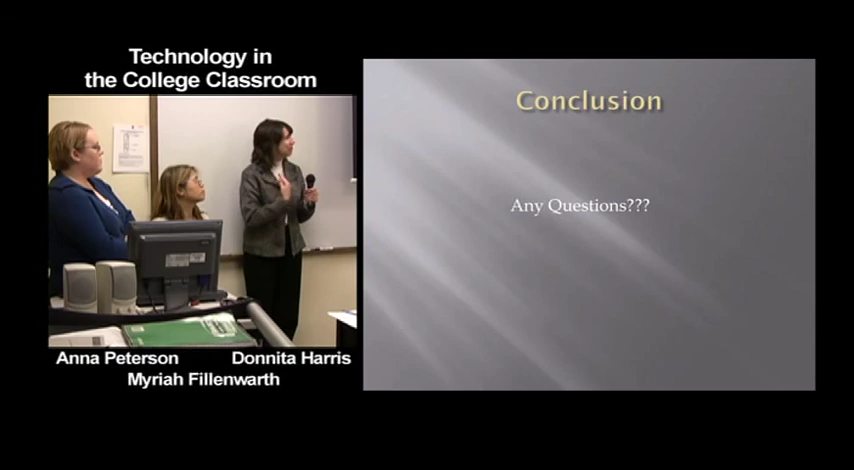 Technology in
the College Classroom
Anna Peterson
Donnita Harris
Myriah Fillenwarth
Conclusion
Any Questions???